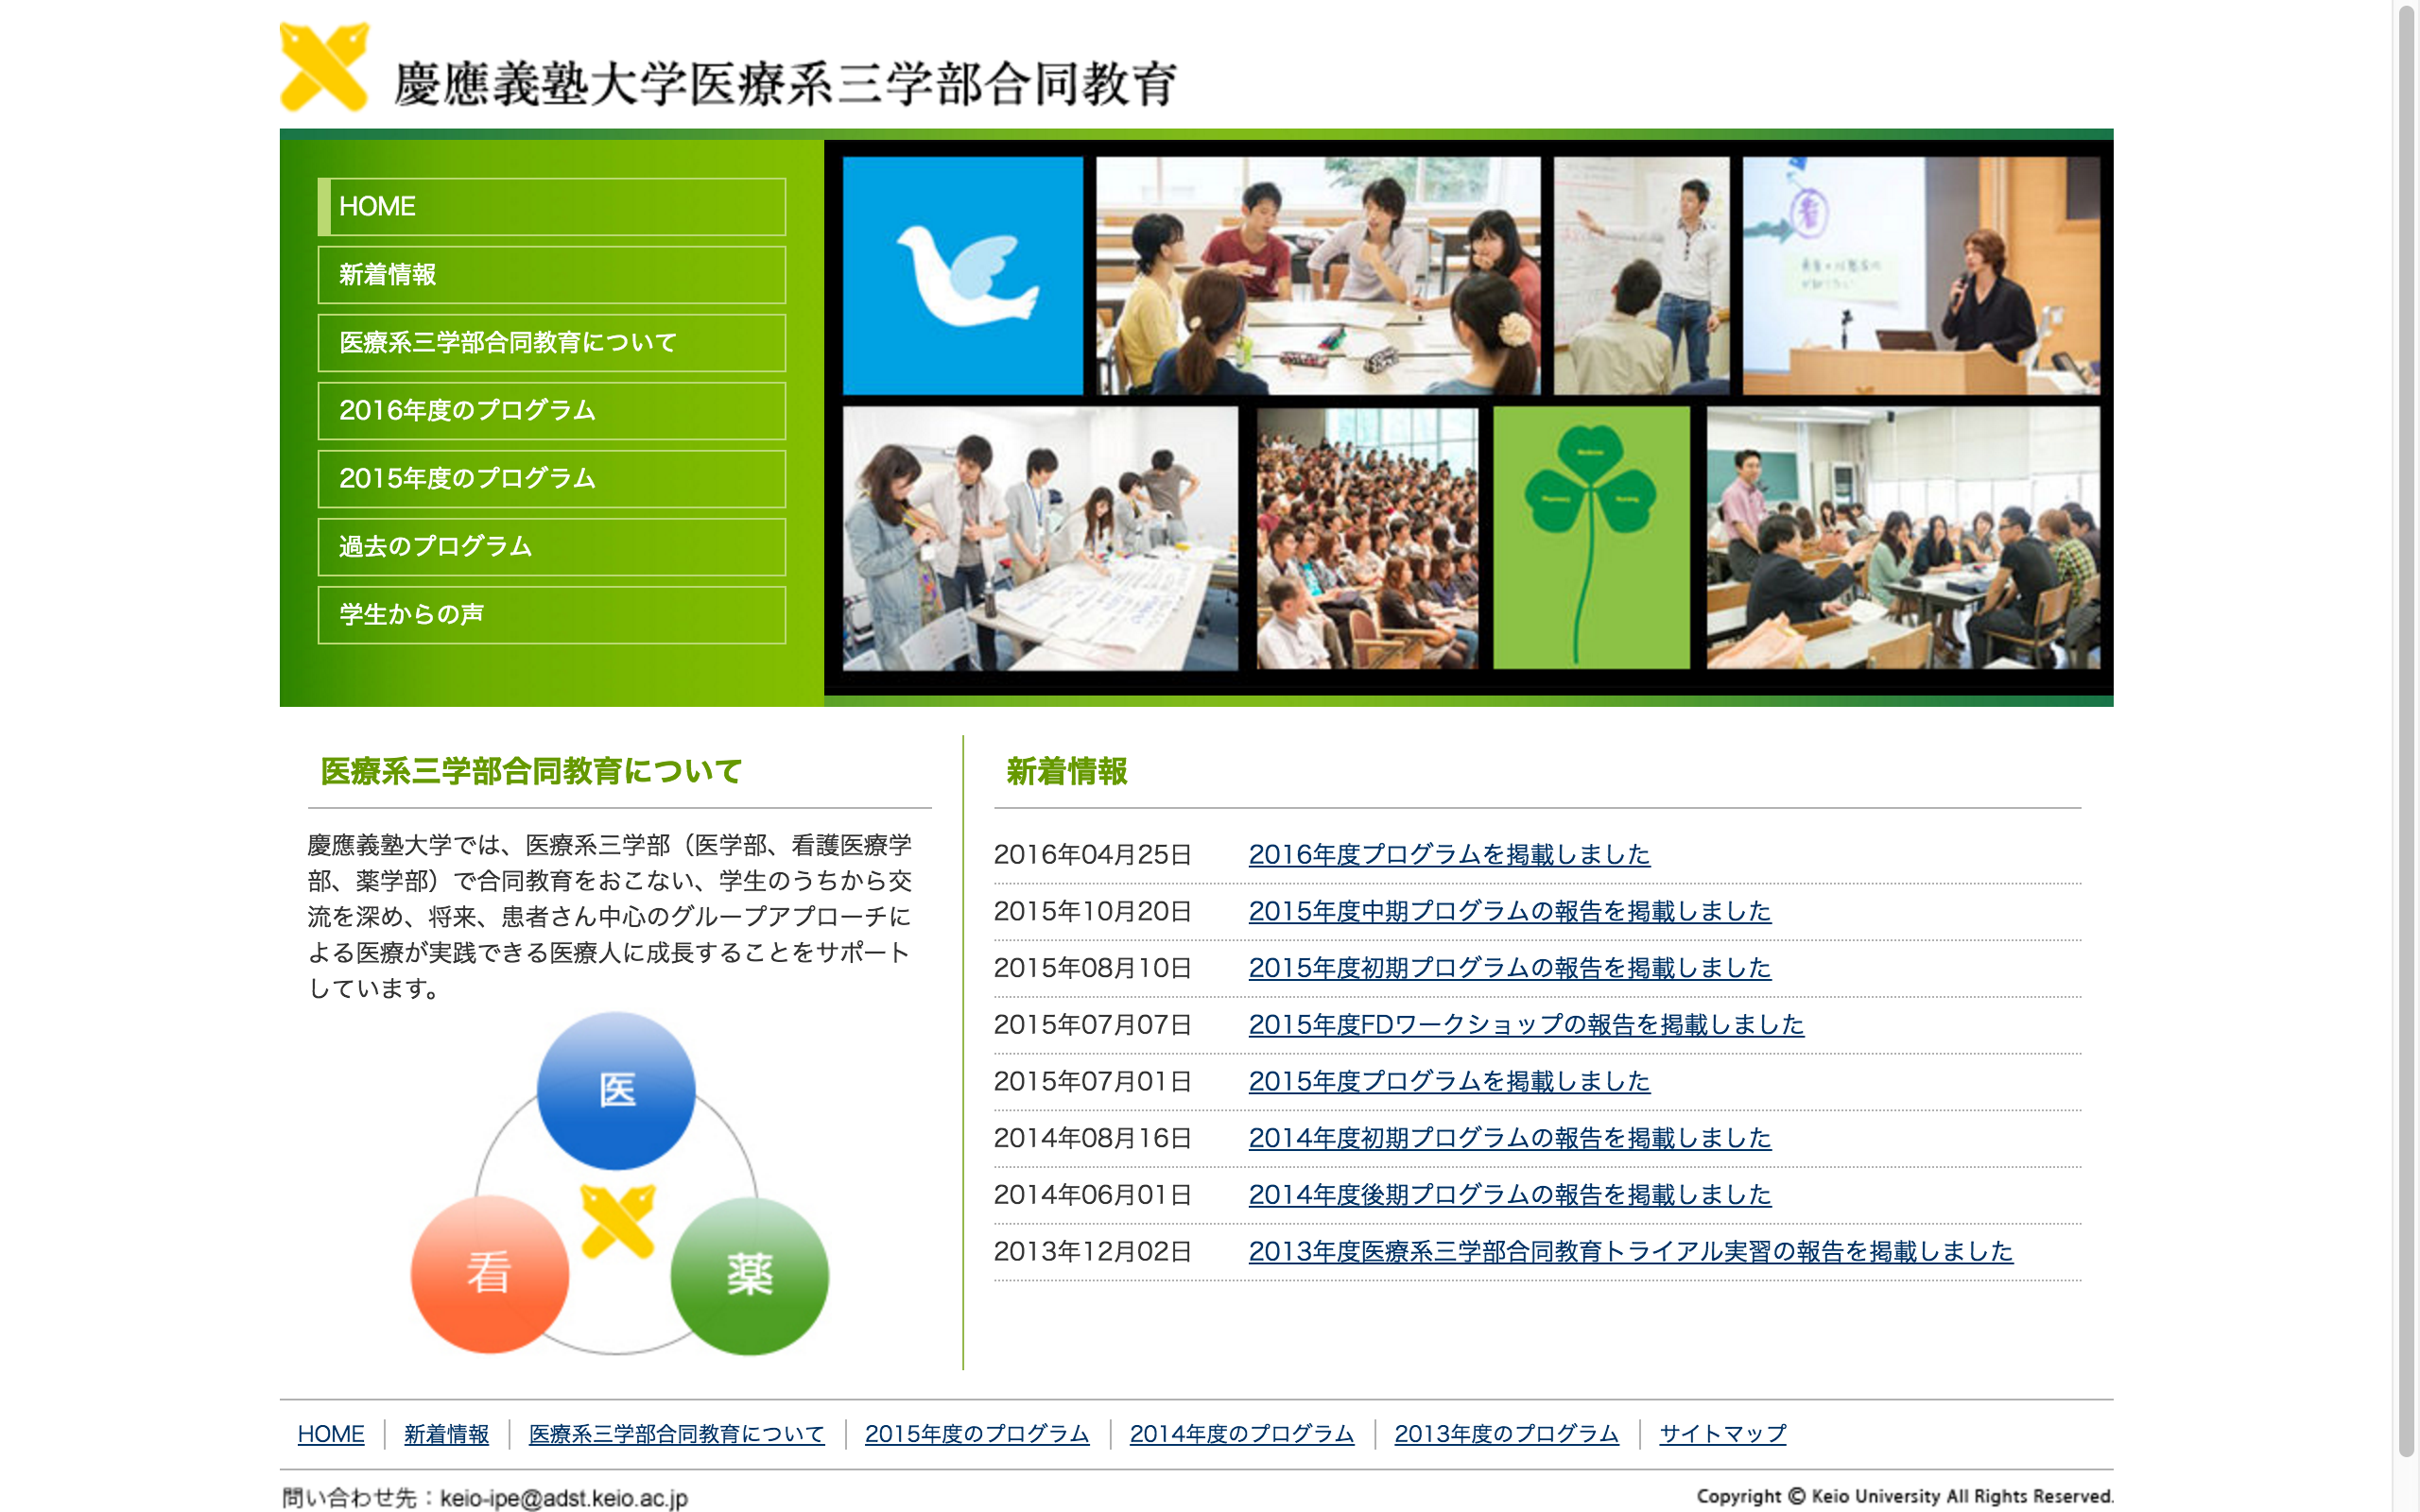 慶應義塾大学医療系三学部合同教育
HOME
新着情報
医療系三学部合同教育について
2016年度のプログラム
2015年度のプログラム
過去のプログラム
学生からの声
看
Medicine
Pharmacy
Nursing
医療系三学部合同教育について
慶應義塾大学では、医療系三学部（医学部、看護医療学
部、薬学部）で合同教育をおこない、学生のうちから交
流を深め、将来、患者さん中心のグループアプローチに
よる医療が実践できる医療人に成長することをサポート
しています。
医
看
薬
新着情報
2016年04月25日 2016年度プログラムを掲載しました
2015年10月20日 2015年度中期プログラムの報告を掲載しました
2015年08月10日 2015年度初期プログラムの報告を掲載しました
2015年07月07日 2015年度FDワークショップの報告を掲載しました
2015年07月01日 2015年度プログラムを掲載しました
2014年08月16日 2014年度初期プログラムの報告を掲載しました
2014年06月01日 2014年度後期プログラムの報告を掲載しました
2013年12月02日 2013年度医療系三学部合同教育トライアル実習の報告を掲載しました
HOME 新着情報 医療系三学部合同教育について 2015年度のプログラム 2014年度のプログラム 2013年度のプログラム サイトマップ
問い合わせ先：keio-ipe@adst.keio.ac.jp
Copyright © Keio University All Rights Reserved.